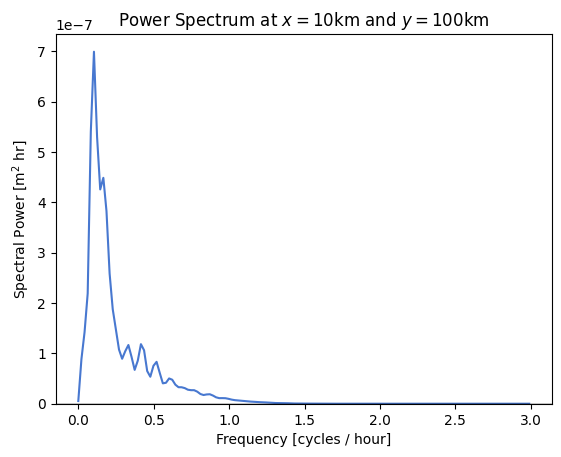 Power Spectrum at x = 10km and y = 100km
1e−7
7
6
5
4
3
2
1
0
Spectral Power [m² hr]
0.0 0.5 1.0 1.5 2.0 2.5 3.0
Frequency [cycles / hour]